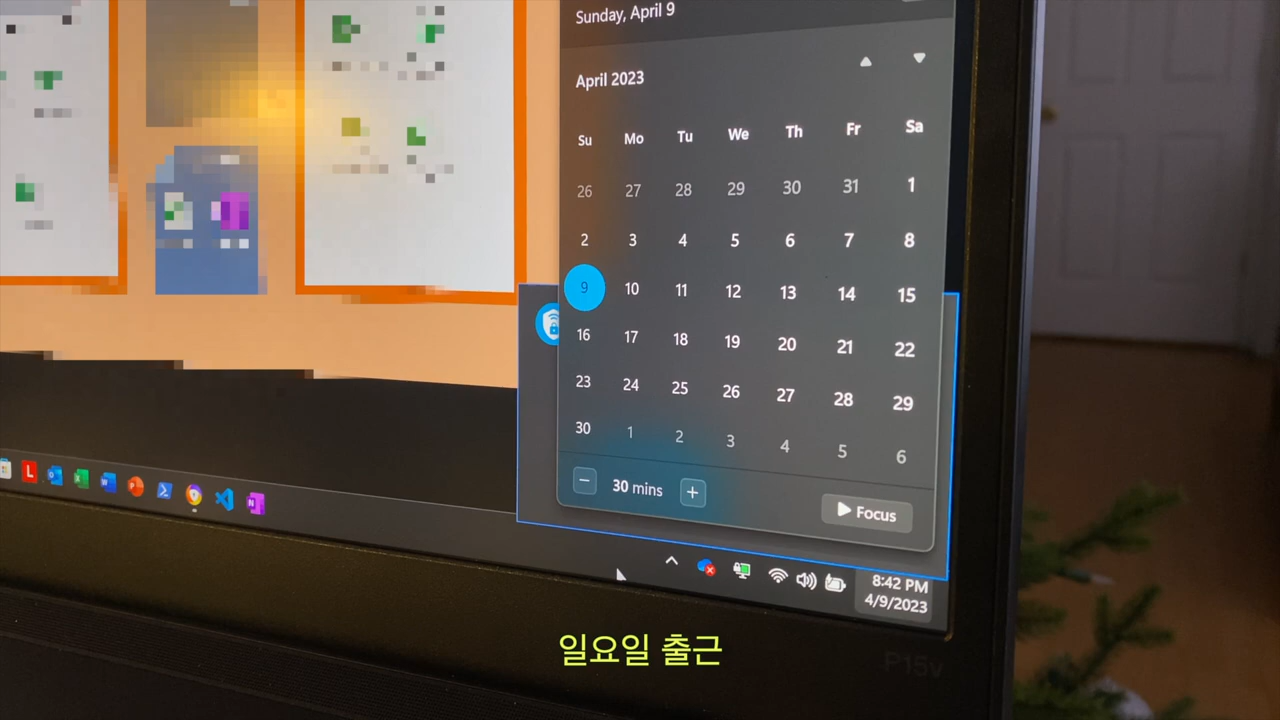 Sunday, April 9
April 2023
Su Mo Tu We Th Fr Sa
26 27 28 29 30 31 1
2 3 4 5 6 7 8
9 10 11 12 13 14 15
16 17 18 19 20 21 22
23 24 25 26 27 28 29
30 1 2 3 4 5 6
30 mins
Focus
8:42 PM
4/9/2023
일요일 출근
P15v